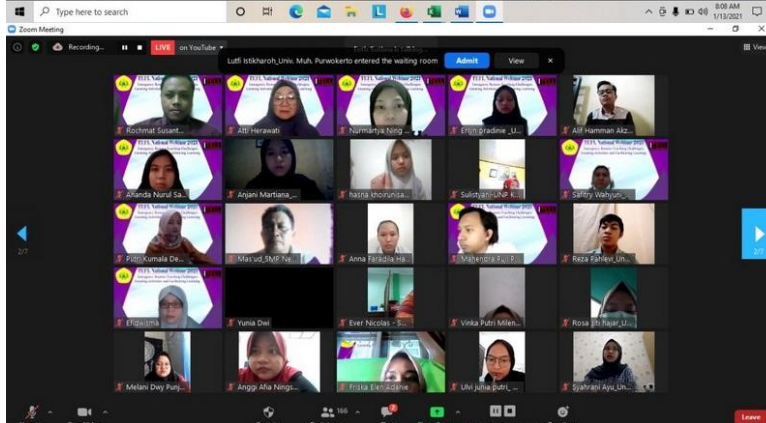 Type here to search
8:08 AM
1/13/2021
Zoom Meeting
Recording...
LIVE on YouTube
Lutfi Istikharoh_Univ. Muh. Purwokerto entered the waiting room
Admit
View
View
Rochmat Susant...
Atti Herawati
Nurmartya Ning ...
Erlin pradinie _U...
Alif Hamman Akz...
Ananda Nurul Sa...
Anjani Martiana_...
hasna khoirunisa...
Sulistyani-UNP K...
Safitry Wahyuni_...
Putri Kumala De...
Mas'ud_SMP Ne...
Anna Faradila Ha...
Mahendra Puji P...
Reza Pahlevi_Un...
2/7
2/7
Efidwisma
Yunia Dwi
Ever Nicolas - S...
Vinka Putri Milen...
Rosa siti hajar_U...
Melani Dwy Punj...
Anggi Afia Nings...
Friska Elen Adanie
Ulvi junia putri_...
Syahrani Ayu_Un...
166
Leave